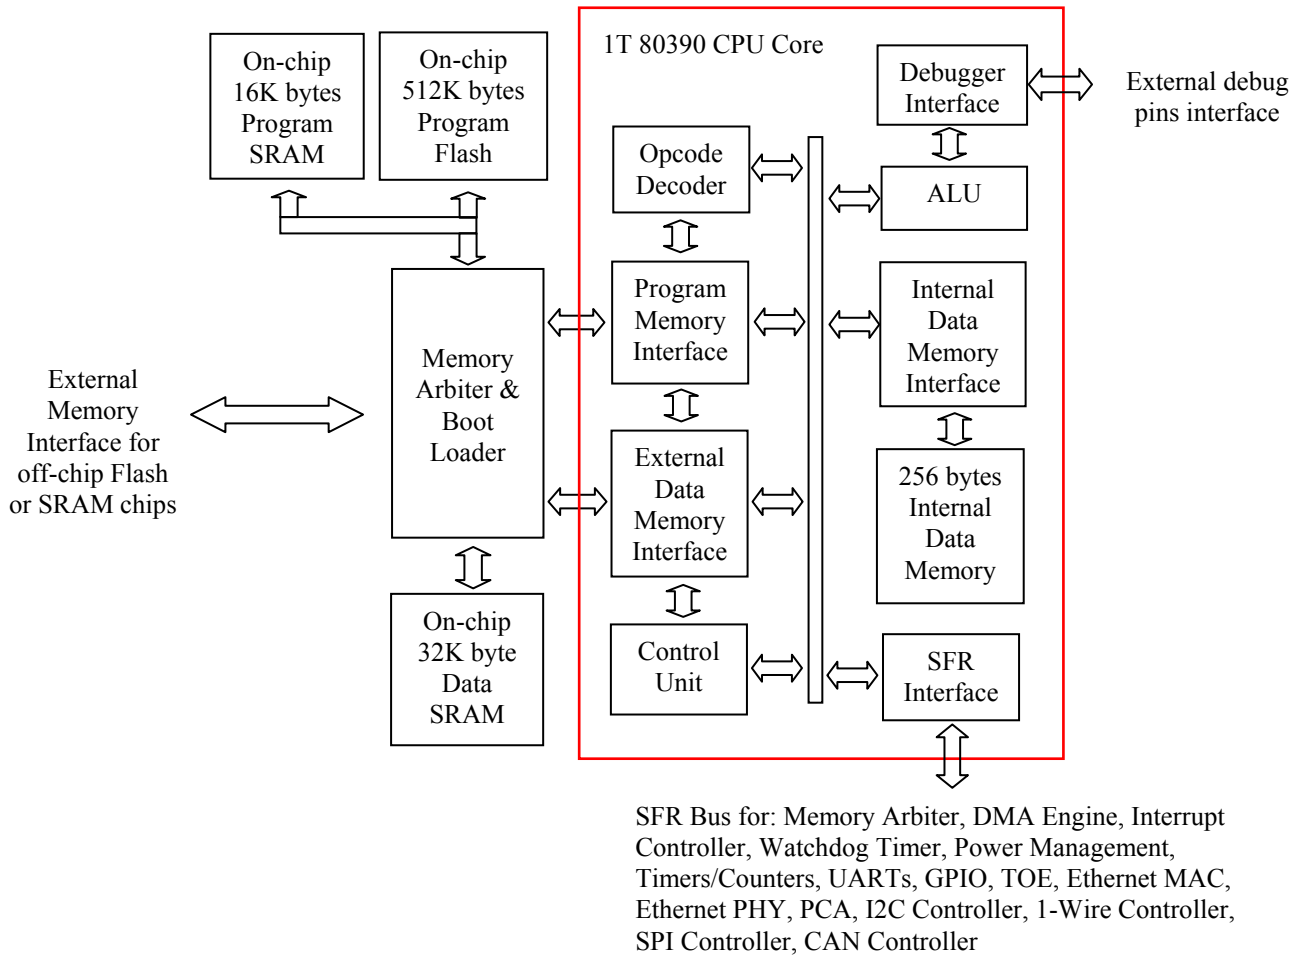 1T 80390 CPU Core
On-chip
16K bytes
Program
SRAM
On-chip
512K bytes
Program
Flash
Debugger
Interface
External debug
pins interface
Opcode
Decoder
ALU
Program
Memory
Interface
Internal
Data
Memory
Interface
Memory
Arbiter &
Boot
Loader
External
Memory
Interface for
off-chip Flash
or SRAM chips
External
Data
Memory
Interface
256 bytes
Internal
Data
Memory
On-chip
32K byte
Data
SRAM
Control
Unit
SFR
Interface
SFR Bus for: Memory Arbiter, DMA Engine, Interrupt
Controller, Watchdog Timer, Power Management,
Timers/Counters, UARTs, GPIO, TOE, Ethernet MAC,
Ethernet PHY, PCA, I2C Controller, 1-Wire Controller,
SPI Controller, CAN Controller